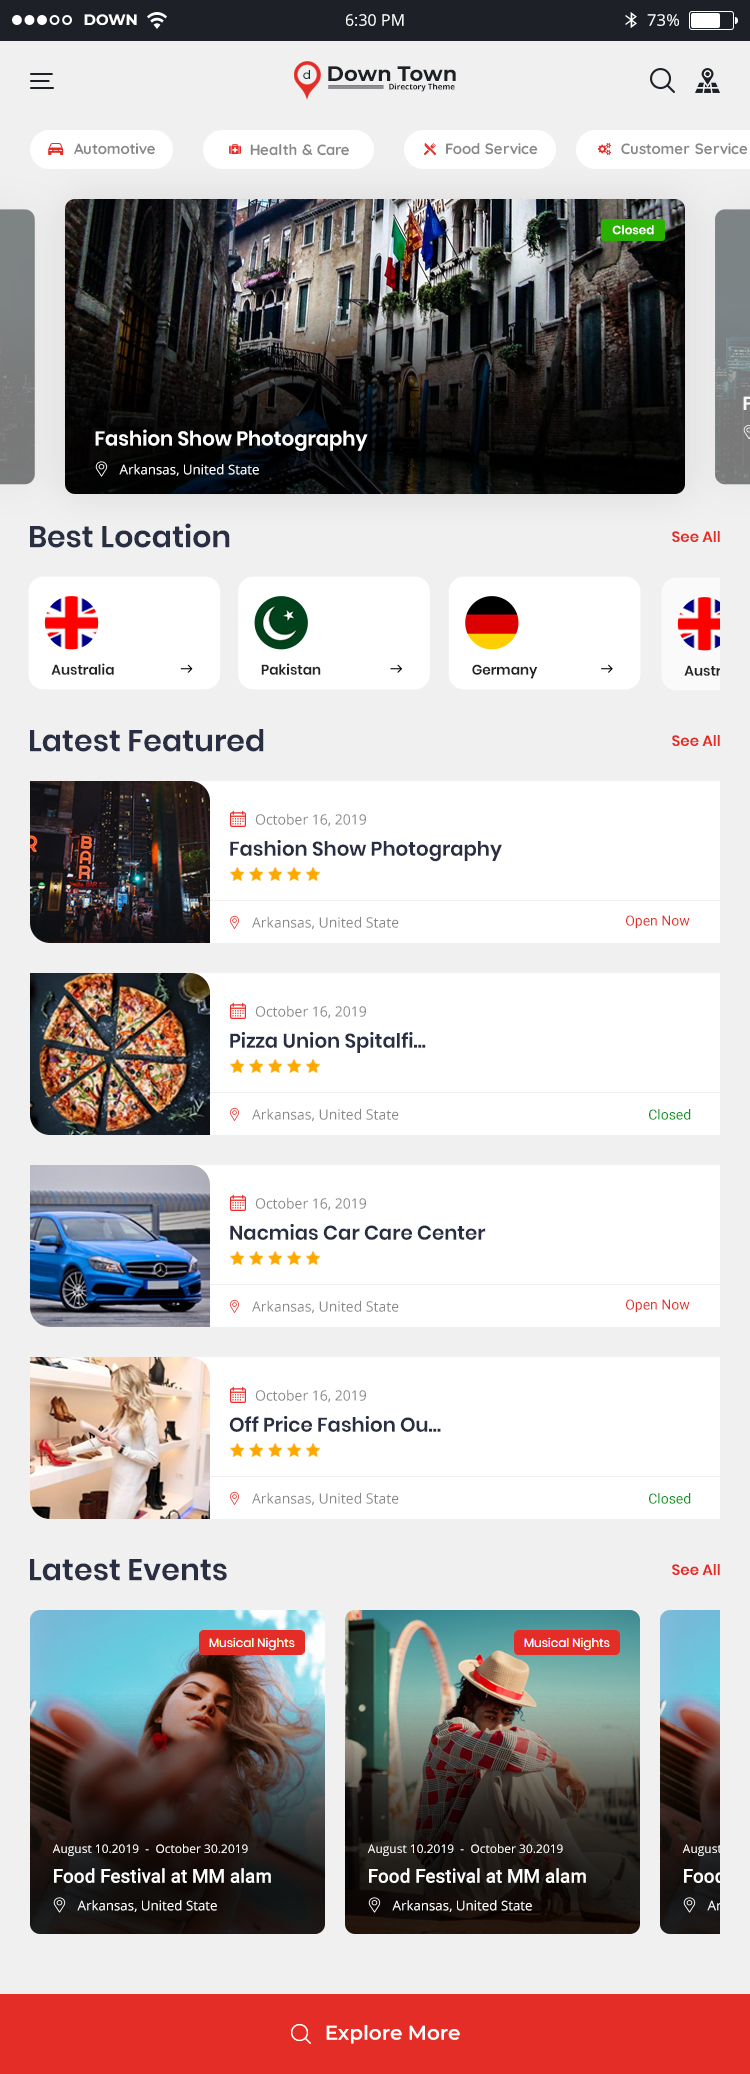 DOWN
6:30 PM
73%
d
Down Town
Directory Theme
Automotive
Health & Care
Food Service
Customer Service
Closed
Fashion Show Photography
Arkansas, United State
F
Best Location
See All
Australia
Pakistan
Germany
Austr
Latest Featured
See All
BAR
R
October 16, 2019
Fashion Show Photography
Arkansas, United State
Open Now
October 16, 2019
Pizza Union Spitalfi...
Arkansas, United State
Closed
October 16, 2019
Nacmias Car Care Center
Arkansas, United State
Open Now
October 16, 2019
Off Price Fashion Ou...
Arkansas, United State
Closed
Latest Events
See All
Musical Nights
August 10.2019 - October 30.2019
Food Festival at MM alam
Arkansas, United State
Musical Nights
August 10.2019 - October 30.2019
Food Festival at MM alam
Arkansas, United State
August
Food
Ar
Explore More